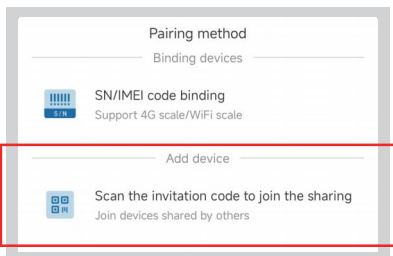 Pairing method
Binding devices
SN/IMEI code binding
S/N
Support 4G scale/WiFi scale
Add device
Scan the invitation code to join the sharing
Join devices shared by others